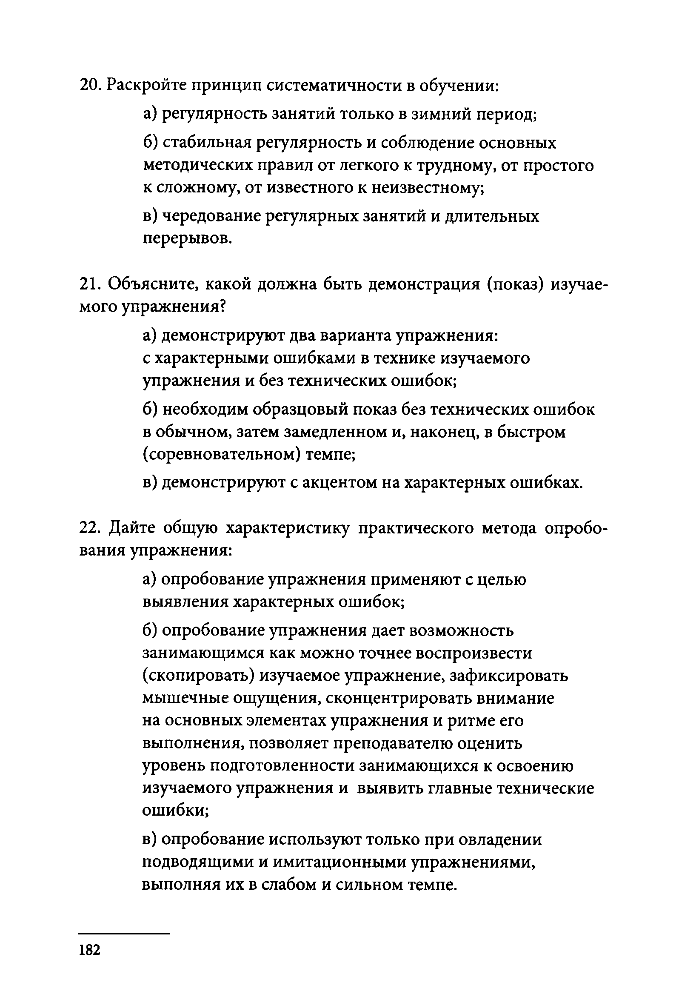 20. Раскройте принцип систематичности в обучении:
а) регулярность занятий только в зимний период;
б) стабильная регулярность и соблюдение основных
методических правил от легкого к трудному, от простого
к сложному, от известного к неизвестному;
в) чередование регулярных занятий и длительных
перерывов.
21. Объясните, какой должна быть демонстрация (показ) изучае-
мого упражнения?
а) демонстрируют два варианта упражнения:
с характерными ошибками в технике изучаемого
упражнения и без технических ошибок;
б) необходим образцовый показ без технических ошибок
в обычном, затем замедленном и, наконец, в быстром
(соревновательном) темпе;
в) демонстрируют с акцентом на характерных ошибках.
22. Дайте общую характеристику практического метода опробо-
вания упражнения:
а) опробование упражнения применяют с целью
выявления характерных ошибок;
б) опробование упражнения дает возможность
занимающимся как можно точнее воспроизвести
(скопировать) изучаемое упражнение, зафиксировать
мышечные ощущения, сконцентрировать внимание
на основных элементах упражнения и ритме его
выполнения, позволяет преподавателю оценить
уровень подготовленности занимающихся к освоению
изучаемого упражнения и выявить главные технические
ошибки;
в) опробование используют только при овладении
подводящими и имитационными упражнениями,
выполняя их в слабом и сильном темпе.
182